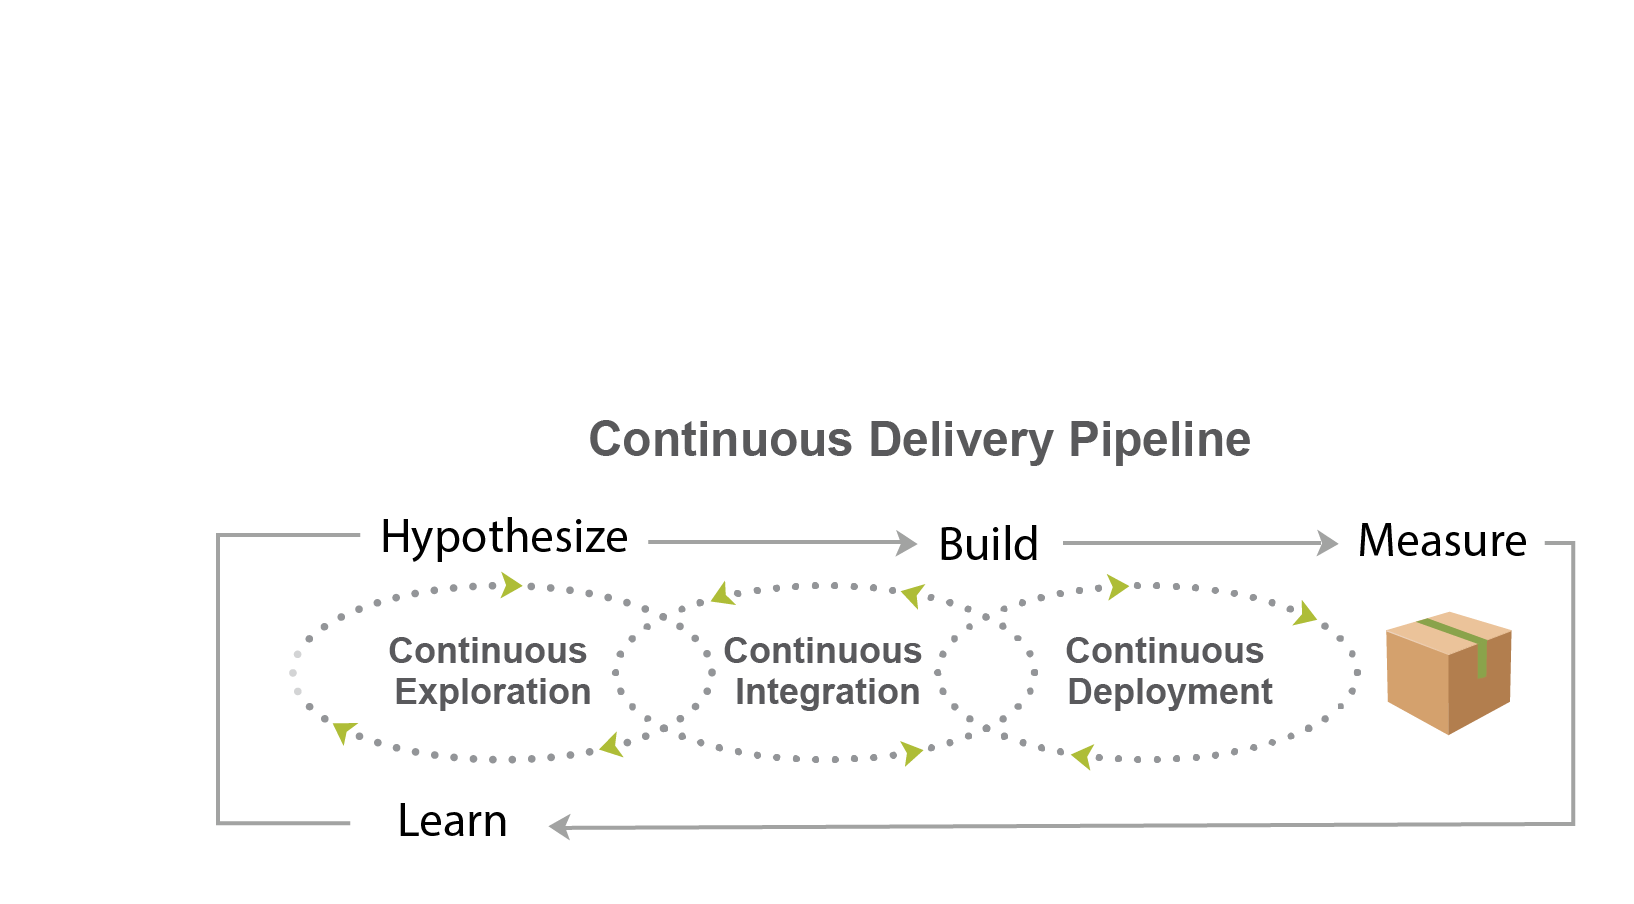 Continuous Delivery Pipeline
Hypothesize
Build
Measure
Continuous
Exploration
Continuous
Integration
Continuous
Deployment
Learn